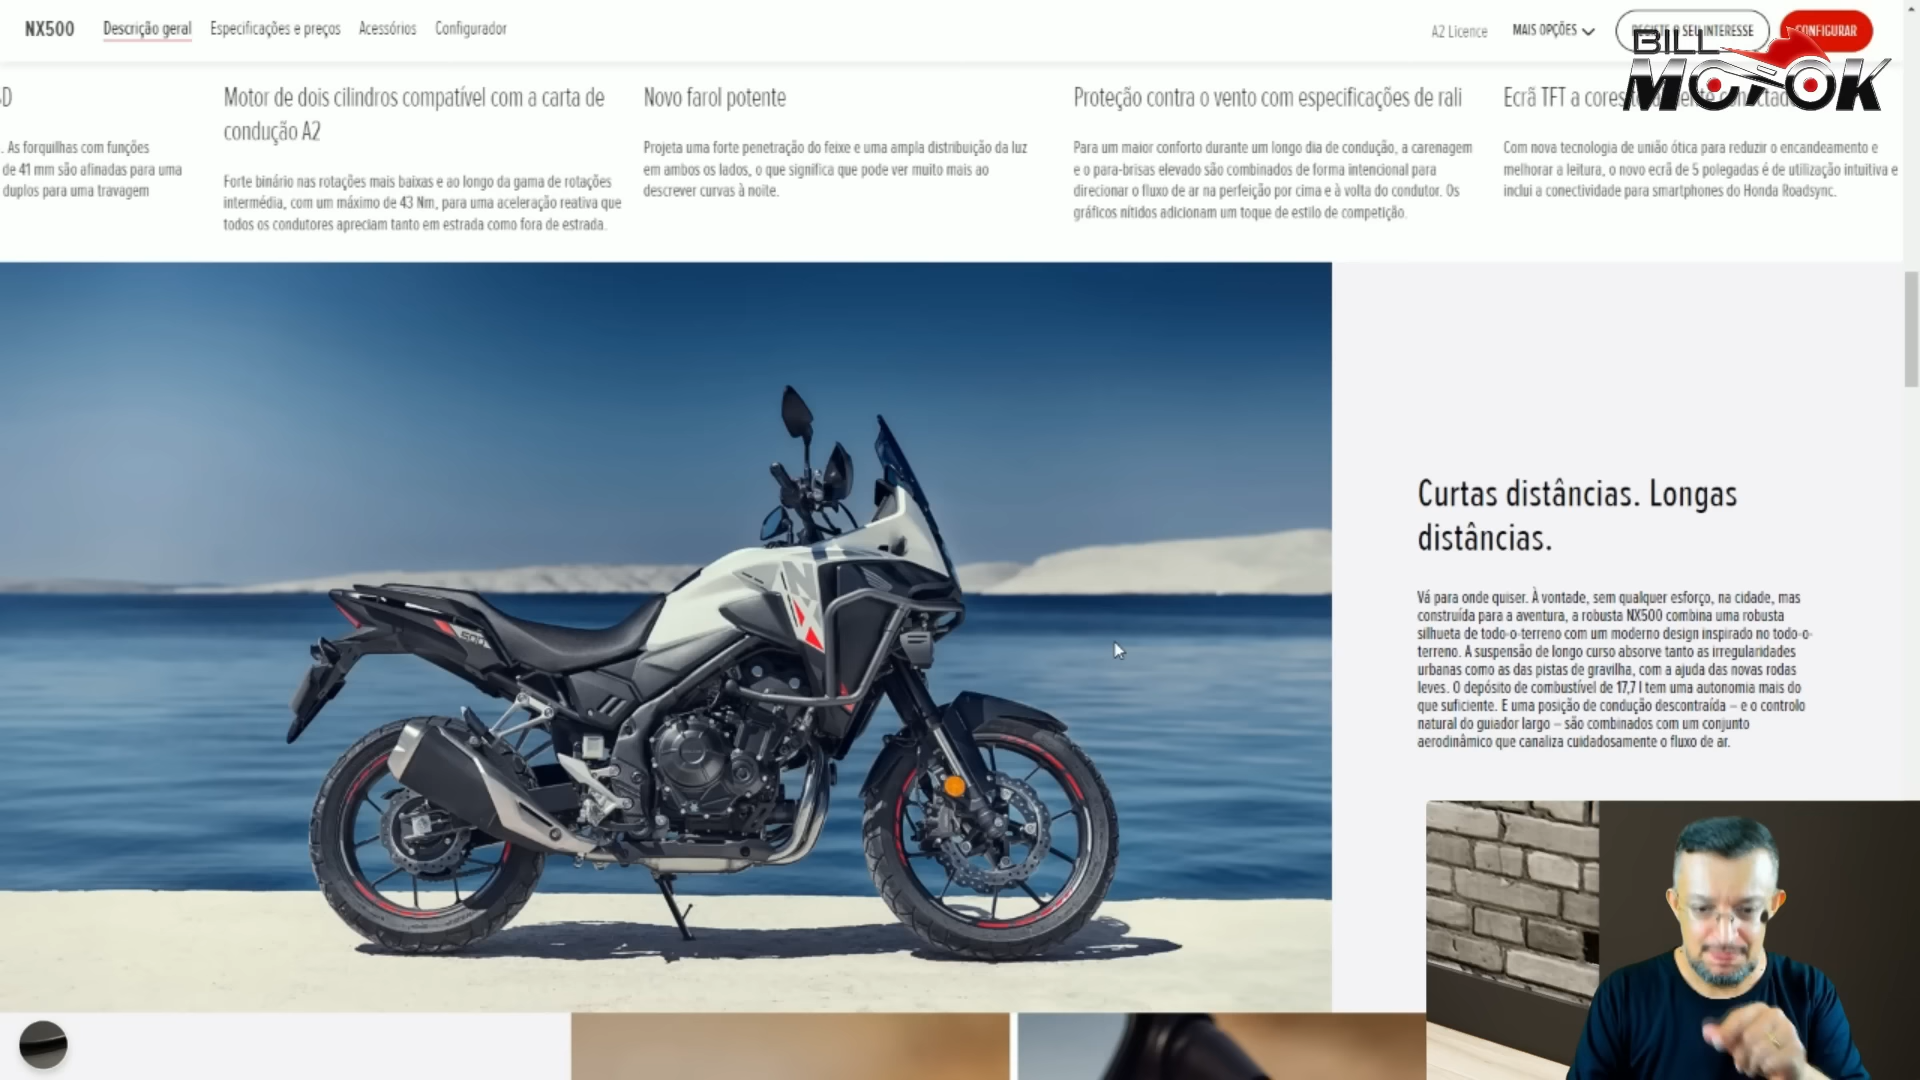 NX500
Descrição geral
Especificações e preços
Acessórios
Configurador
A2 Licence
MAIS OPÇÕES
SEU INTERESSE
CONFIGURAR
BILL
MOTOK
Motor de dois cilindros compatível com a carta de
condução A2
Novo farol potente
Proteção contra o vento com especificações de rali
Ecrã TFT a cores
. As forquilhas com funções
de 41 mm são afinadas para uma
duplos para uma travagem
Forte binário nas rotações mais baixas e ao longo da gama de rotações
intermédia, com um máximo de 43 Nm, para uma aceleração reativa que
todos os condutores apreciam tanto em estrada como fora de estrada.
Projeta uma forte penetração do feixe e uma ampla distribuição da luz
em ambos os lados, o que significa que pode ver muito mais ao
descrever curvas à noite.
Para um maior conforto durante um longo dia de condução, a carenagem
e o para-brisas elevado são combinados de forma intencional para
direcionar o fluxo de ar na perfeição por cima e à volta do condutor. Os
gráficos nítidos adicionam um toque de estilo de competição.
Com nova tecnologia de união ótica para reduzir o encandeamento e
melhorar a leitura, o novo ecrã de 5 polegadas é de utilização intuitiva e
inclui a conectividade para smartphones do Honda Roadsync.
500
NX
Curtas distâncias. Longas
distâncias.
Vá para onde quiser. À vontade, sem qualquer esforço, na cidade, mas
construída para a aventura, a robusta NX500 combina uma robusta
silhueta de todo-o-terreno com um moderno design inspirado no todo-o-
terreno. A suspensão de longo curso absorve tanto as irregularidades
urbanas como as das pistas de gravilha, com a ajuda das novas rodas
leves. O depósito de combustível de 17,7 l tem uma autonomia mais do
que suficiente. E uma posição de condução descontraída – e o controlo
natural do guiador largo – são combinados com um conjunto
aerodinâmico que canaliza cuidadosamente o fluxo de ar.